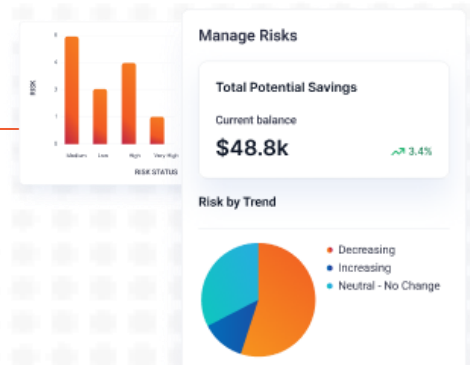 Manage Risks
Total Potential Savings
Current balance
$48.8k
3.4%
Risk by Trend
Decreasing
Increasing
Neutral - No Change
RISK
Medium Low High Very High
RISK STATUS